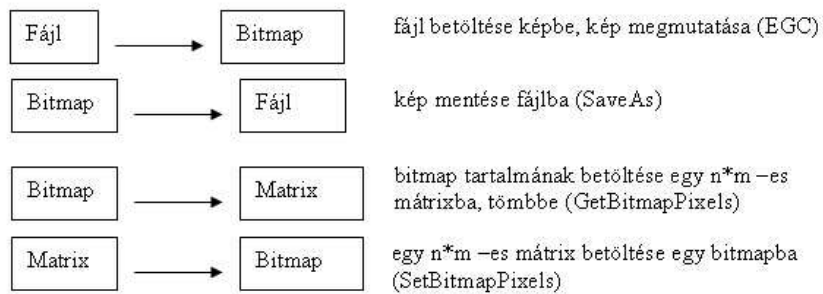 Fájl Bitmap fájl betöltése képbe, kép megmutatása (EGC)
Bitmap Fájl kép mentése fájlba (SaveAs)
Bitmap Matrix bitmap tartalmának betöltése egy n*m –es
mátrixba, tömbbe (GetBitmapPixels)
Matrix Bitmap egy n*m –es mátrix betöltése egy bitmapba
(SetBitmapPixels)